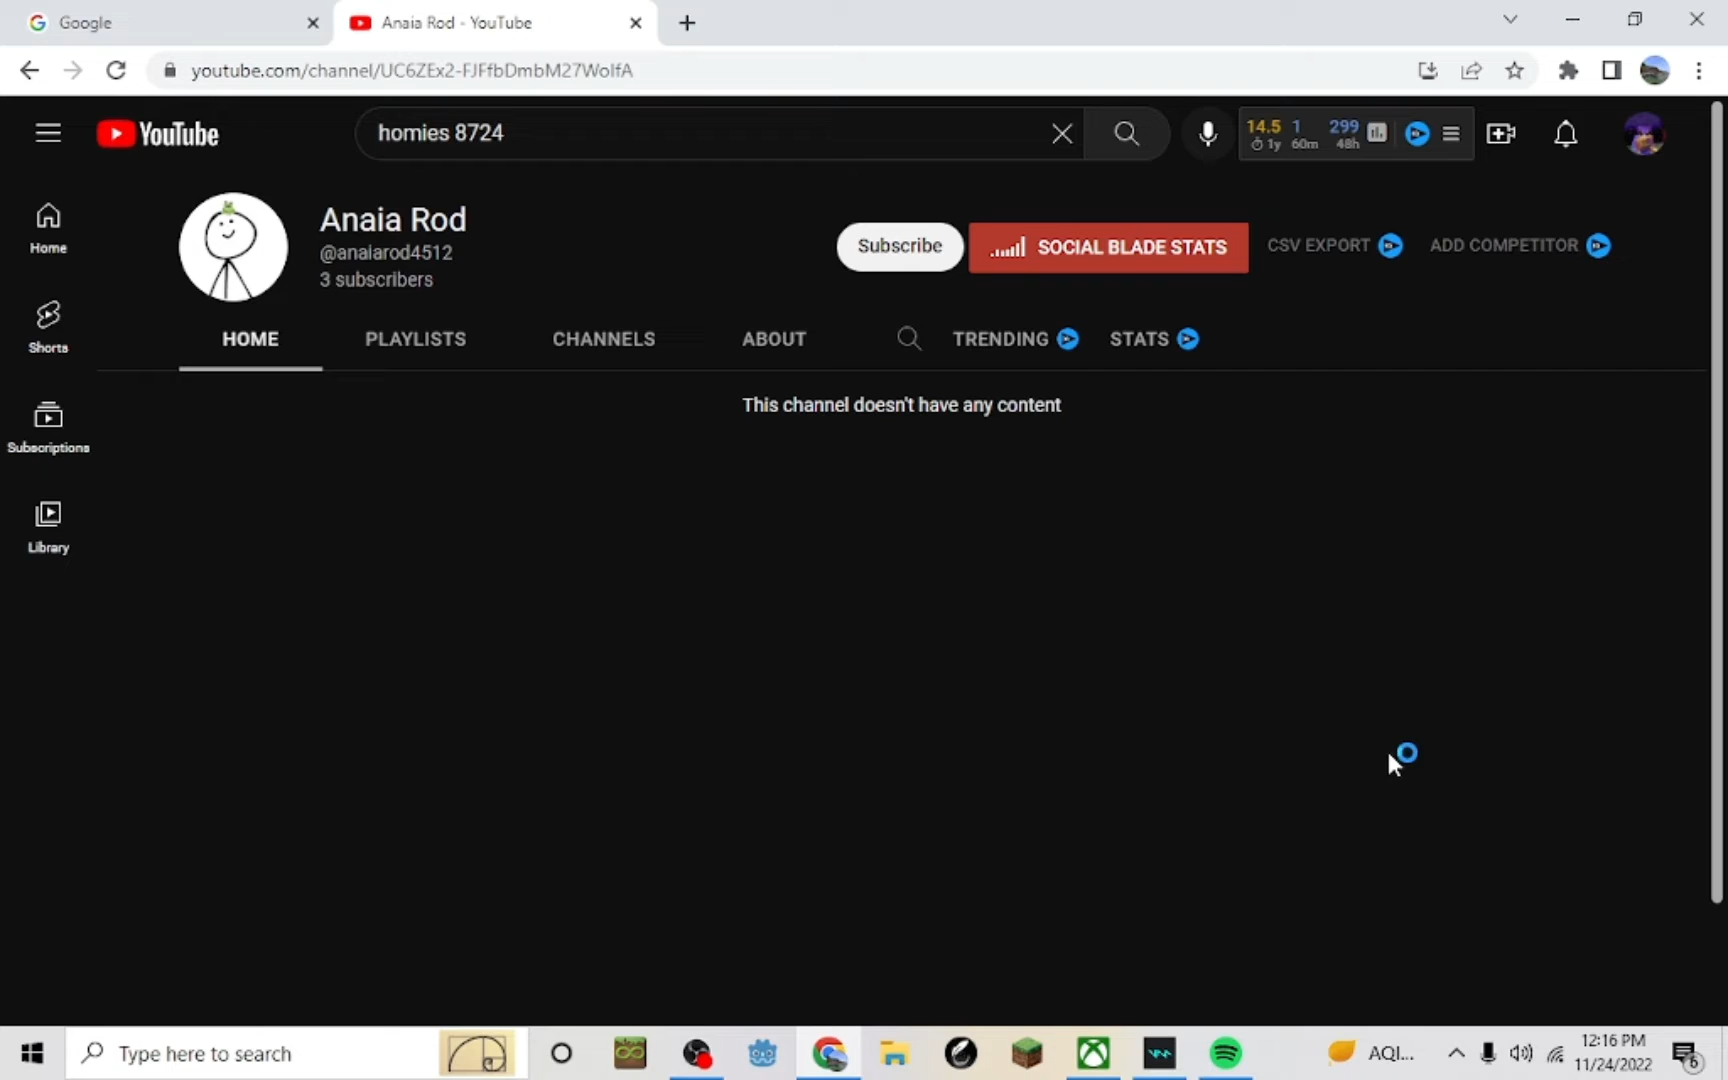 Google
Anaia Rod - YouTube
youtube.com/channel/UC6ZEx2-FJFfbDmbM27WolfA
YouTube
homies 8724
14.5 1 299
1y 60m 48h
Home
Shorts
Subscriptions
Library
Anaia Rod
@anaiarod4512
3 subscribers
Subscribe
SOCIAL BLADE STATS
CSV EXPORT
ADD COMPETITOR
HOME
PLAYLISTS
CHANNELS
ABOUT
TRENDING
STATS
This channel doesn't have any content
Type here to search
AQI...
12:16 PM
11/24/2022
6